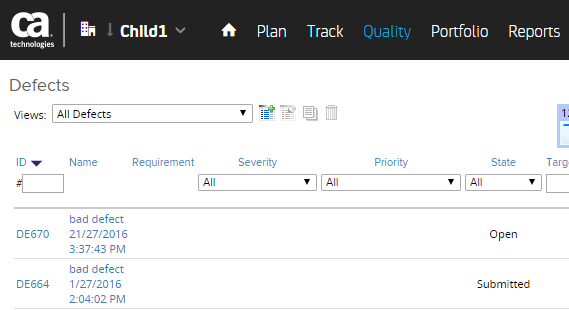 ca technologies
Child1 Plan Track Quality Portfolio Reports
Defects
Views: All Defects
12
ID Name Requirement Severity Priority State Targe
# All All All
bad defect
DE670 21/27/2016 Open
3:37:43 PM
bad defect
DE664 1/27/2016 Submitted
2:04:02 PM